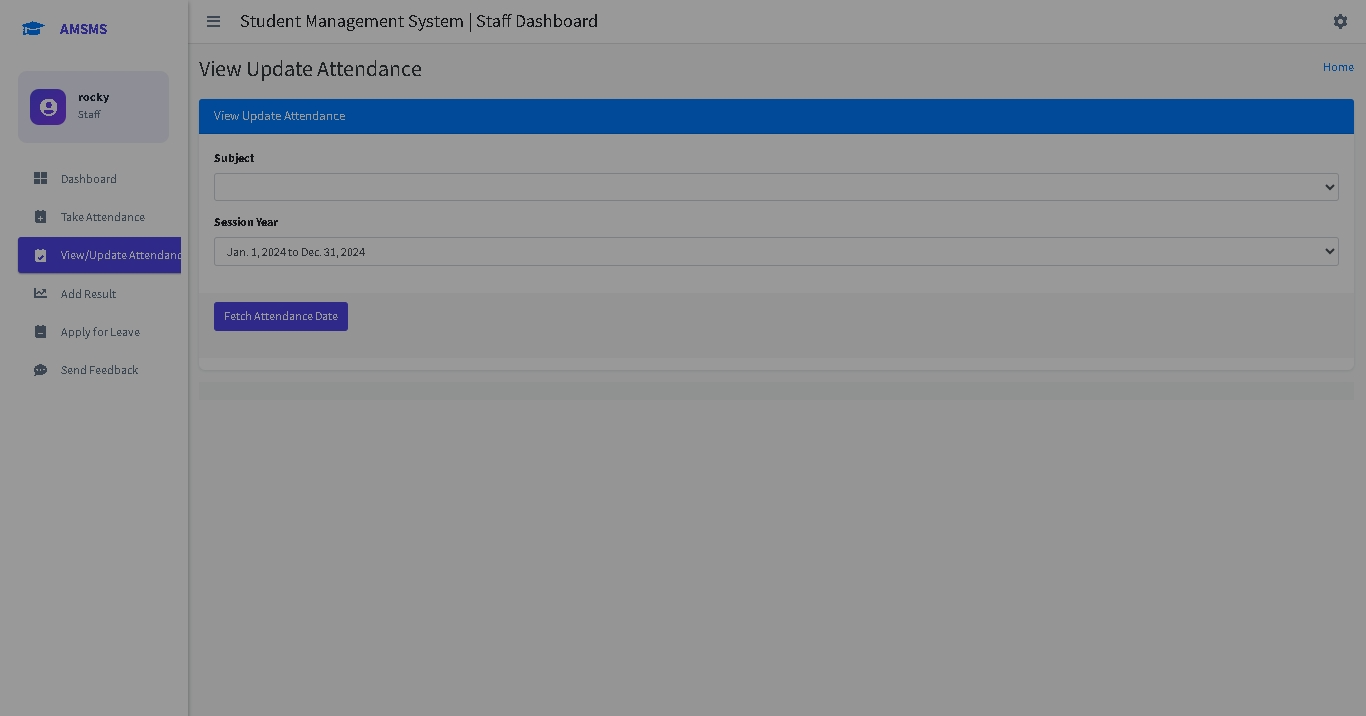 AMSMS
Student Management System | Staff Dashboard
rocky
Staff
Dashboard
Take Attendance
View/Update Attendanc
Add Result
Apply for Leave
Send Feedback
View Update Attendance
Home
View Update Attendance
Subject
Session Year
Jan. 1, 2024 to Dec. 31, 2024
Fetch Attendance Date